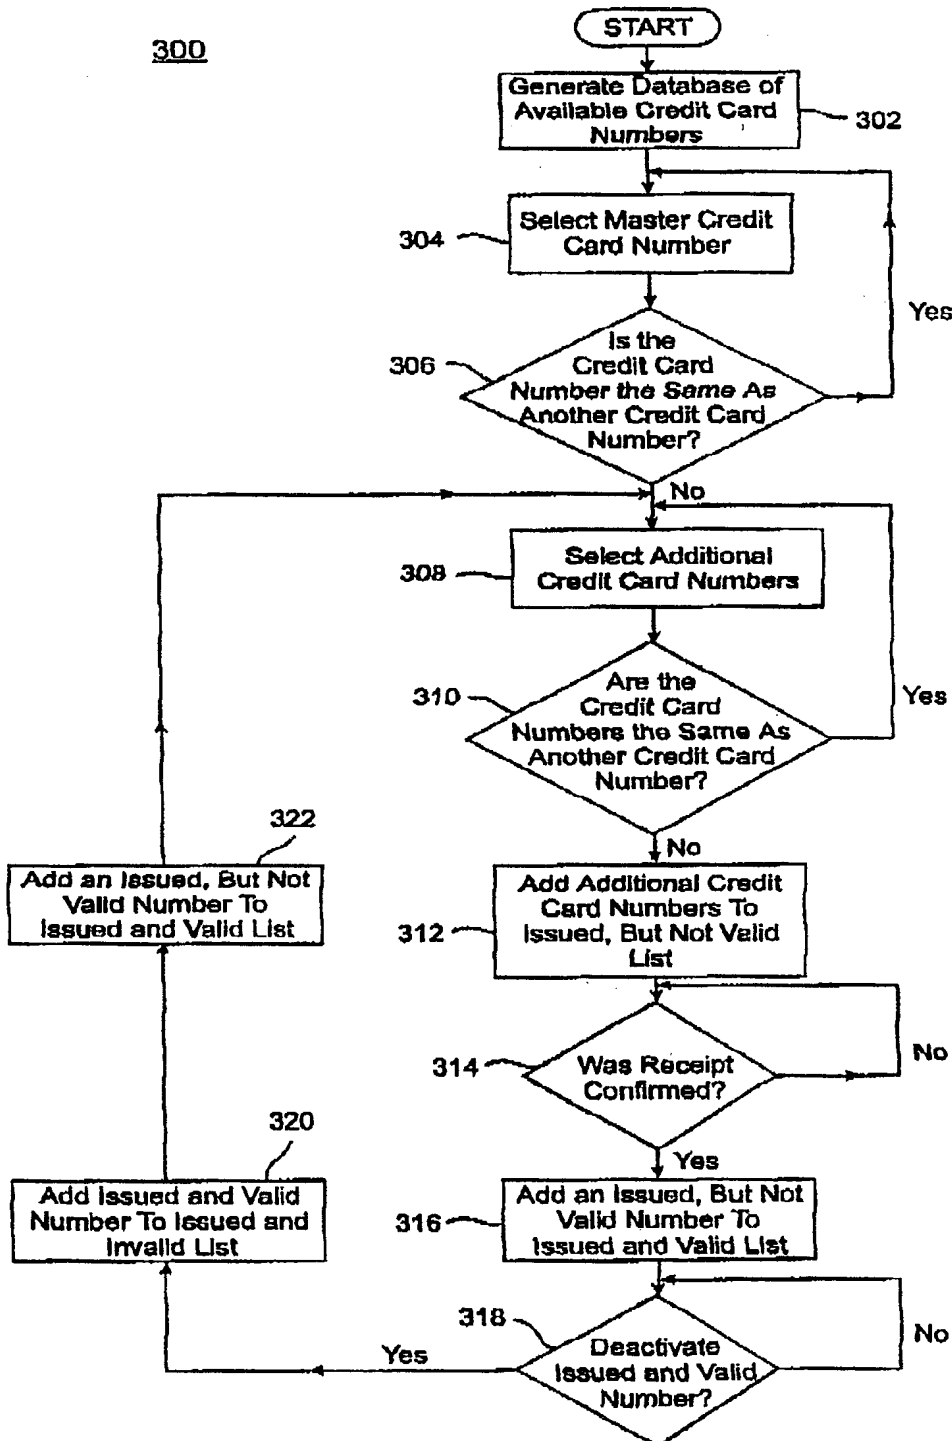 300
START
Generate Database of
Available Credit Card
Numbers
302
Select Master Credit
Card Number
304
Yes
Is the
Credit Card
Number the Same As
Another Credit Card
Number?
306
No
Select Additional
Credit Card Numbers
308
Are the
Credit Card
Numbers the Same As
Another Credit Card
Number?
310
Yes
No
322
Add an Issued, But Not
Valid Number To
Issued and Valid List
Add Additional Credit
Card Numbers To
Issued, But Not Valid
List
312
Was Receipt
Confirmed?
314
No
Yes
320
Add Issued and Valid
Number To Issued and
Invalid List
Add an Issued, But Not
Valid Number To
Issued and Valid List
316
318
Deactivate
Issued and Valid
Number?
No
Yes